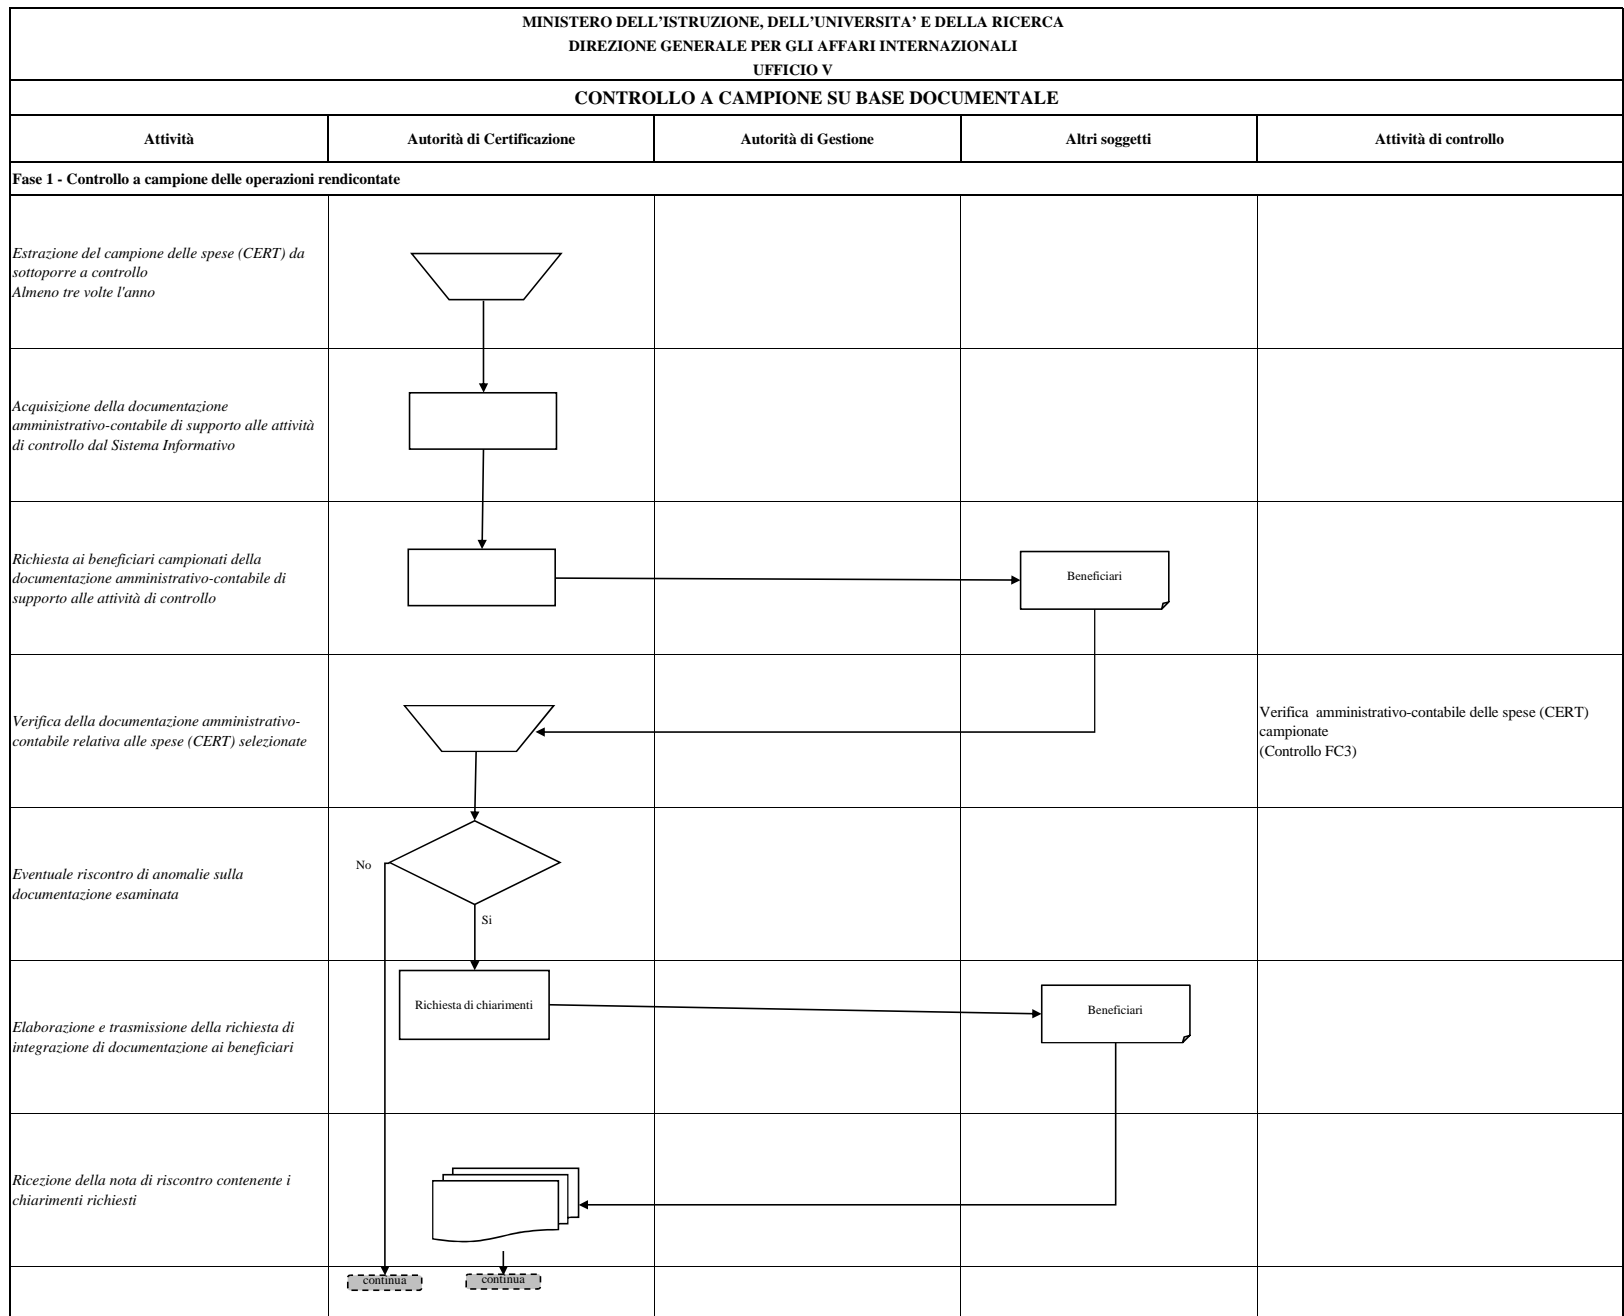 MINISTERO DELL’ISTRUZIONE, DELL’UNIVERSITA’ E DELLA RICERCA
DIREZIONE GENERALE PER GLI AFFARI INTERNAZIONALI
UFFICIO V
CONTROLLO A CAMPIONE SU BASE DOCUMENTALE
Attività
Autorità di Certificazione
Autorità di Gestione
Altri soggetti
Attività di controllo
Fase 1 - Controllo a campione delle operazioni rendicontate
Estrazione del campione delle spese (CERT) da
sottoporre a controllo
Almeno tre volte l'anno
Acquisizione della documentazione
amministrativo-contabile di supporto alle attività
di controllo dal Sistema Informativo
Richiesta ai beneficiari campionati della
documentazione amministrativo-contabile di
supporto alle attività di controllo
Beneficiari
Verifica della documentazione amministrativo-
contabile relativa alle spese (CERT) selezionate
Verifica  amministrativo-contabile delle spese (CERT)
campionate
(Controllo FC3)
Eventuale riscontro di anomalie sulla
documentazione esaminata
No
Si
Elaborazione e trasmissione della richiesta di
integrazione di documentazione ai beneficiari
Richiesta di chiarimenti
Beneficiari
Ricezione della nota di riscontro contenente i
chiarimenti richiesti
continua
continua